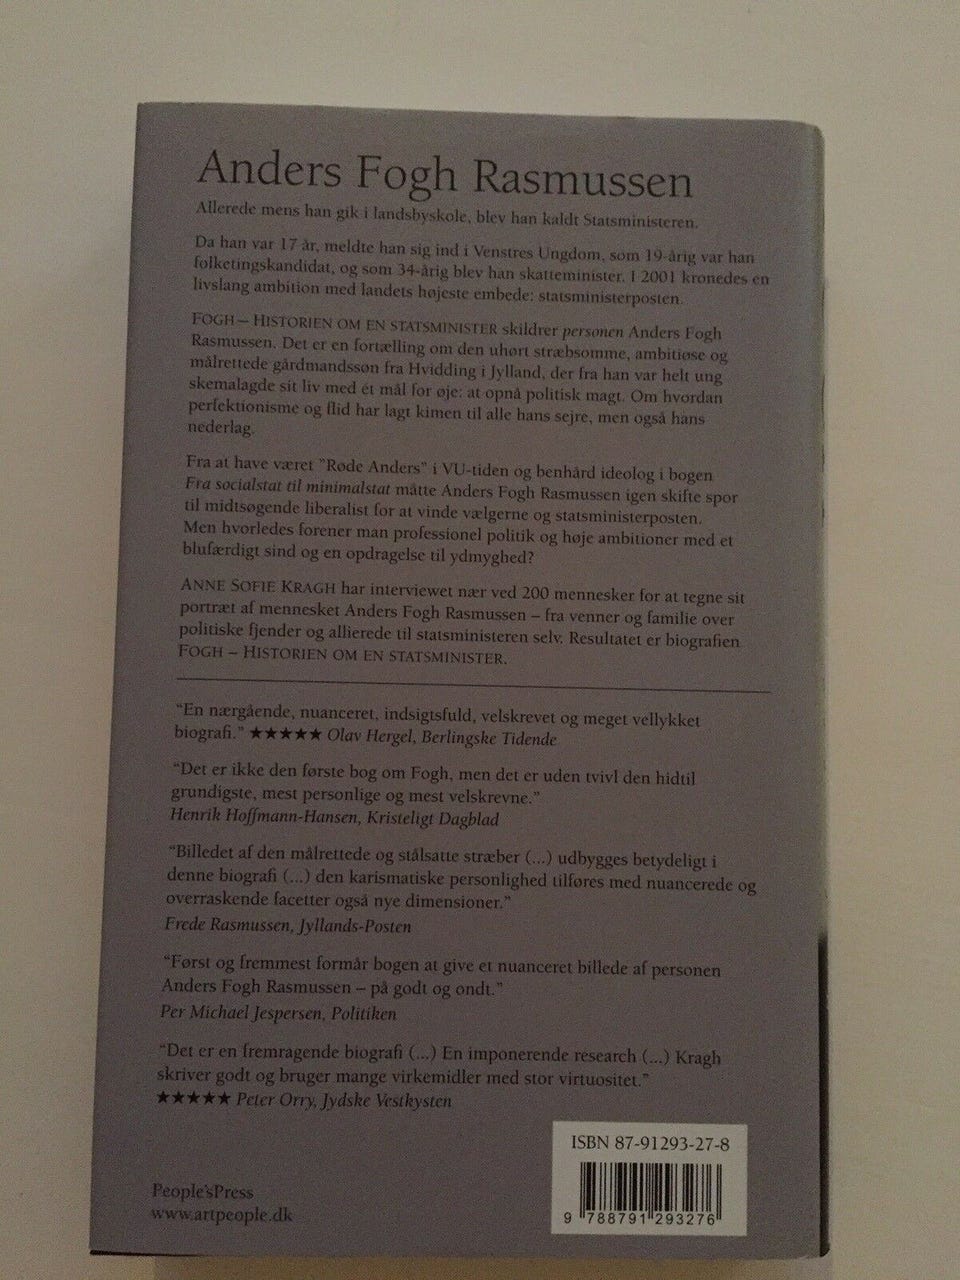 Anders Fogh Rasmussen
Allerede mens han gik i landsbyskole, blev han kaldt Statsministeren.
Da han var 17 år, meldte han sig ind i Venstres Ungdom, som 19-årig var han
folketingskandidat, og som 34-årig blev han skatteminister. I 2001 kronedes en
livslang ambition med landets højeste embede: statsministerposten.
FOGH – HISTORIEN OM EN STATSMINISTER skildrer personen Anders Fogh
Rasmussen. Det er en fortælling om den uhørt stræbsomme, ambitiøse og
målrettede gårdmandssøn fra Hvidding i Jylland, der fra han var helt ung
skemalagde sit liv med ét mål for øje: at opnå politisk magt. Om hvordan
perfektionisme og flid har lagt kimen til alle hans sejre, men også hans
nederlag.
Fra at have været "Røde Anders" i VU-tiden og benhård ideolog i bogen
Fra socialstat til minimalstat måtte Anders Fogh Rasmussen igen skifte spor
til midtsøgende liberalist for at vinde vælgerne og statsministerposten.
Men hvorledes forener man professionel politik og høje ambitioner med et
blufærdigt sind og en opdragelse til ydmyghed?
ANNE SOFIE KRAGH har interviewet nær ved 200 mennesker for at tegne sit
portræt af mennesket Anders Fogh Rasmussen – fra venner og familie over
politiske fjender og allierede til statsministeren selv. Resultatet er biografien
FOGH – HISTORIEN OM EN STATSMINISTER.
"En nærgående, nuanceret, indsigtsfuld, velskrevet og meget vellykket
biografi." ★★★★★ Olav Hergel, Berlingske Tidende
"Det er ikke den første bog om Fogh, men det er uden tvivl den hidtil
grundigste, mest personlige og mest velskrevne."
Henrik Hoffmann-Hansen, Kristeligt Dagblad
"Billedet af den målrettede og stålsatte stræber (...) udbygges betydeligt i
denne biografi (...) den karismatiske personlighed tilføres med nuancerede og
overraskende facetter også nye dimensioner."
Frede Rasmussen, Jyllands-Posten
"Først og fremmest formår bogen at give et nuanceret billede af personen
Anders Fogh Rasmussen – på godt og ondt."
Per Michael Jespersen, Politiken
"Det er en fremragende biografi (...) En imponerende research (...) Kragh
skriver godt og bruger mange virkemidler med stor virtuositet."
★★★★★ Peter Orry, Jydske Vestkysten
ISBN 87-91293-27-8
9 788791 293276
People'sPress
www.artpeople.dk